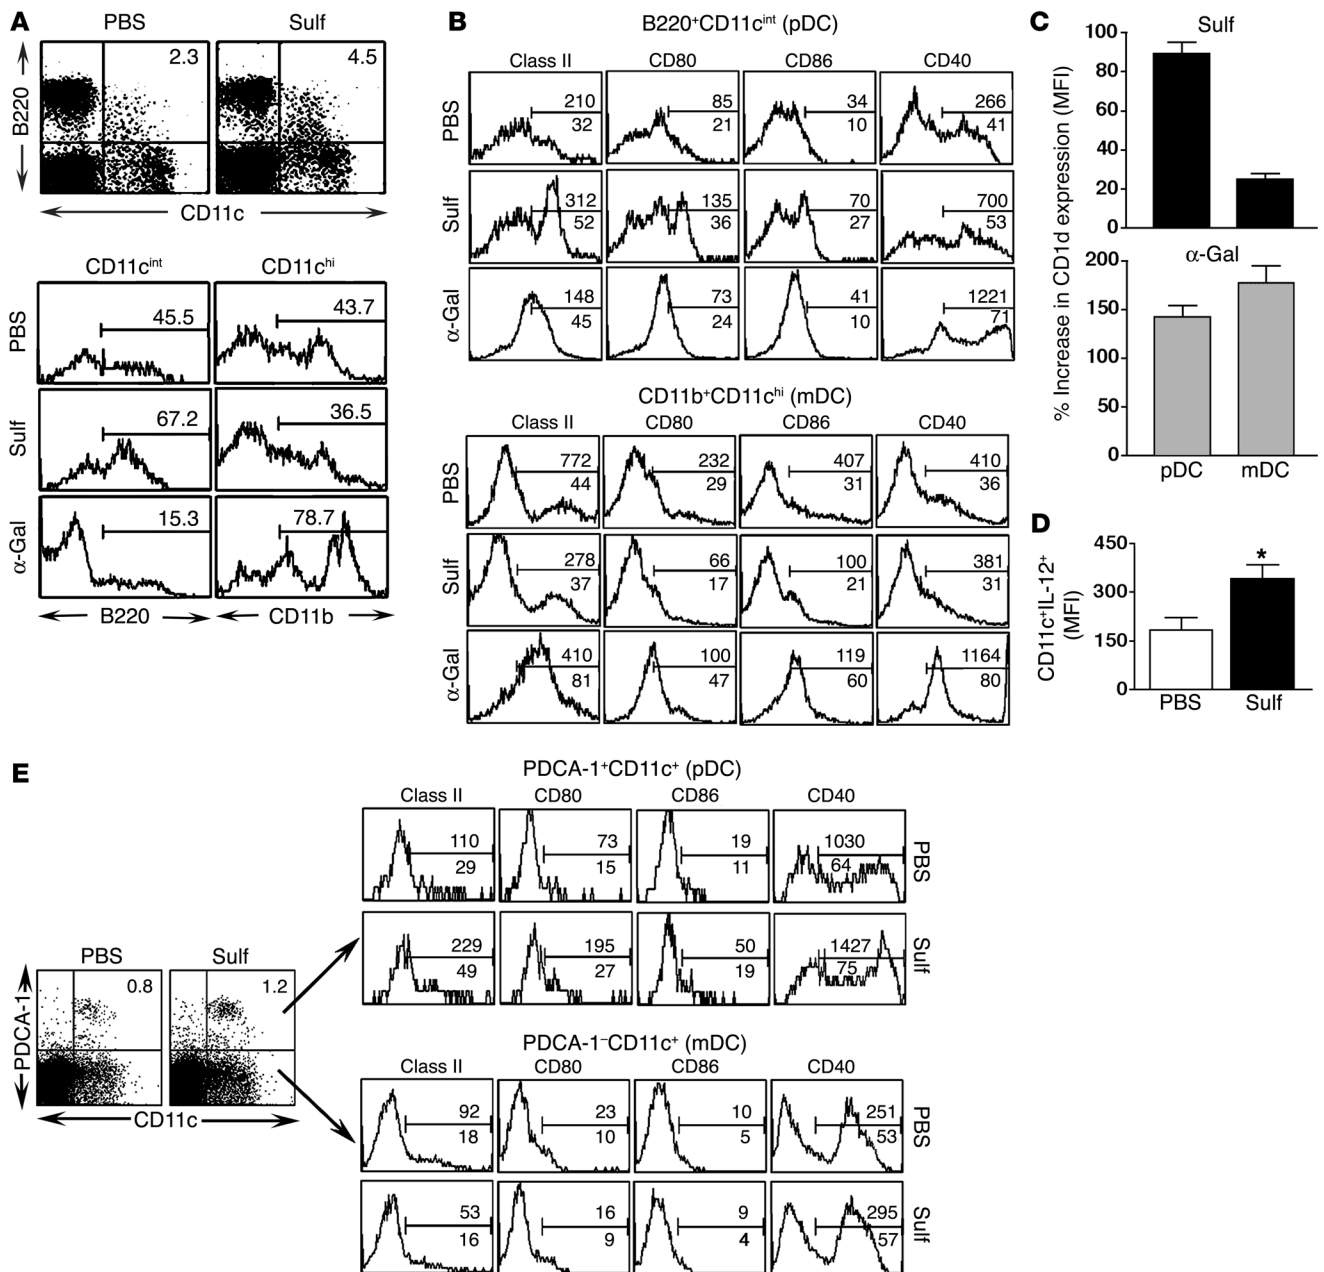 A
PBS Sulf
2.3 4.5
B220
CD11c
CD11cint CD11chi
PBS 45.5 43.7
Sulf 67.2 36.5
α-Gal 15.3 78.7
B220 CD11b
B
B220+CD11cint (pDC)
Class II CD80 CD86 CD40
PBS
210 85 34 266
32 21 10 41
Sulf
312 135 70 700
52 36 27 53
α-Gal
148 73 41 1221
45 24 10 71
CD11b+CD11chi (mDC)
Class II CD80 CD86 CD40
PBS
772 232 407 410
44 29 31 36
Sulf
278 66 100 381
37 17 21 31
α-Gal
410 100 119 1164
81 47 60 80
C
Sulf
% Increase in CD1d expression (MFI)
100
80
60
40
20
0
α-Gal
200
150
100
50
0
pDC mDC
D
CD11c+IL-12+
(MFI)
450
300
150
0
*
PBS Sulf
E
PBS Sulf
0.8 1.2
PDCA-1
CD11c
PDCA-1+CD11c+ (pDC)
Class II CD80 CD86 CD40
110 73 19 1030
29 15 11 64
PBS
229 195 50 1427
49 27 19 75
Sulf
PDCA-1–CD11c+ (mDC)
Class II CD80 CD86 CD40
92 23 10 251
18 10 5 53
PBS
53 16 9 295
16 9 4 57
Sulf